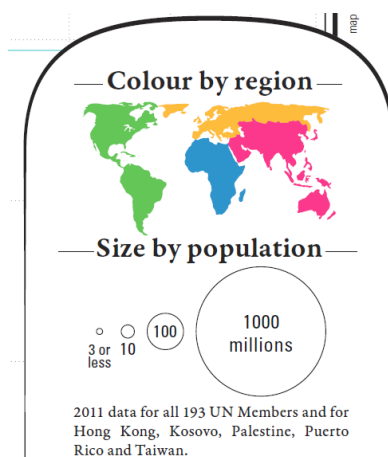 map
Colour by region
Size by population
3 or
less
10
100
1000
millions
2011 data for all 193 UN Members and for
Hong Kong, Kosovo, Palestine, Puerto
Rico and Taiwan.